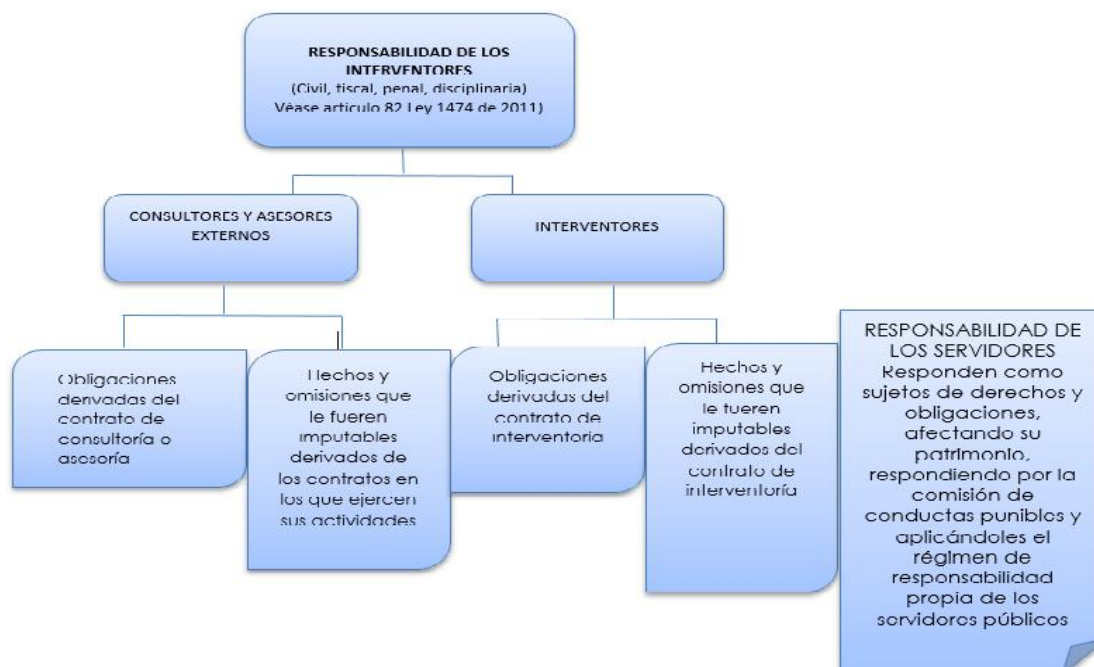 RESPONSABILIDAD DE LOS
INTERVENTORES
(Civil, fiscal, penal, disciplinaria)
Véase artículo 82 Ley 1474 de 2011)
CONSULTORES Y ASESORES
EXTERNOS
INTERVENTORES
Obligaciones
derivadas del
contrato de
consultoría o
asesoría
Hechos y
omisiones que
le fueren
imputables
derivados de
los contratos en
los que ejercen
sus actividades
Obligaciones
derivadas del
contrato de
interventoría
Hechos y
omisiones que
le fueren
imputables
derivados del
contrato de
interventoría
RESPONSABILIDAD DE
LOS SERVIDORES
Responden como
sujetos de derechos y
obligaciones,
afectando su
patrimonio,
respondiendo por la
comisión de
conductas punibles y
aplicándoles el
régimen de
responsabilidad
propia de los
servidores públicos